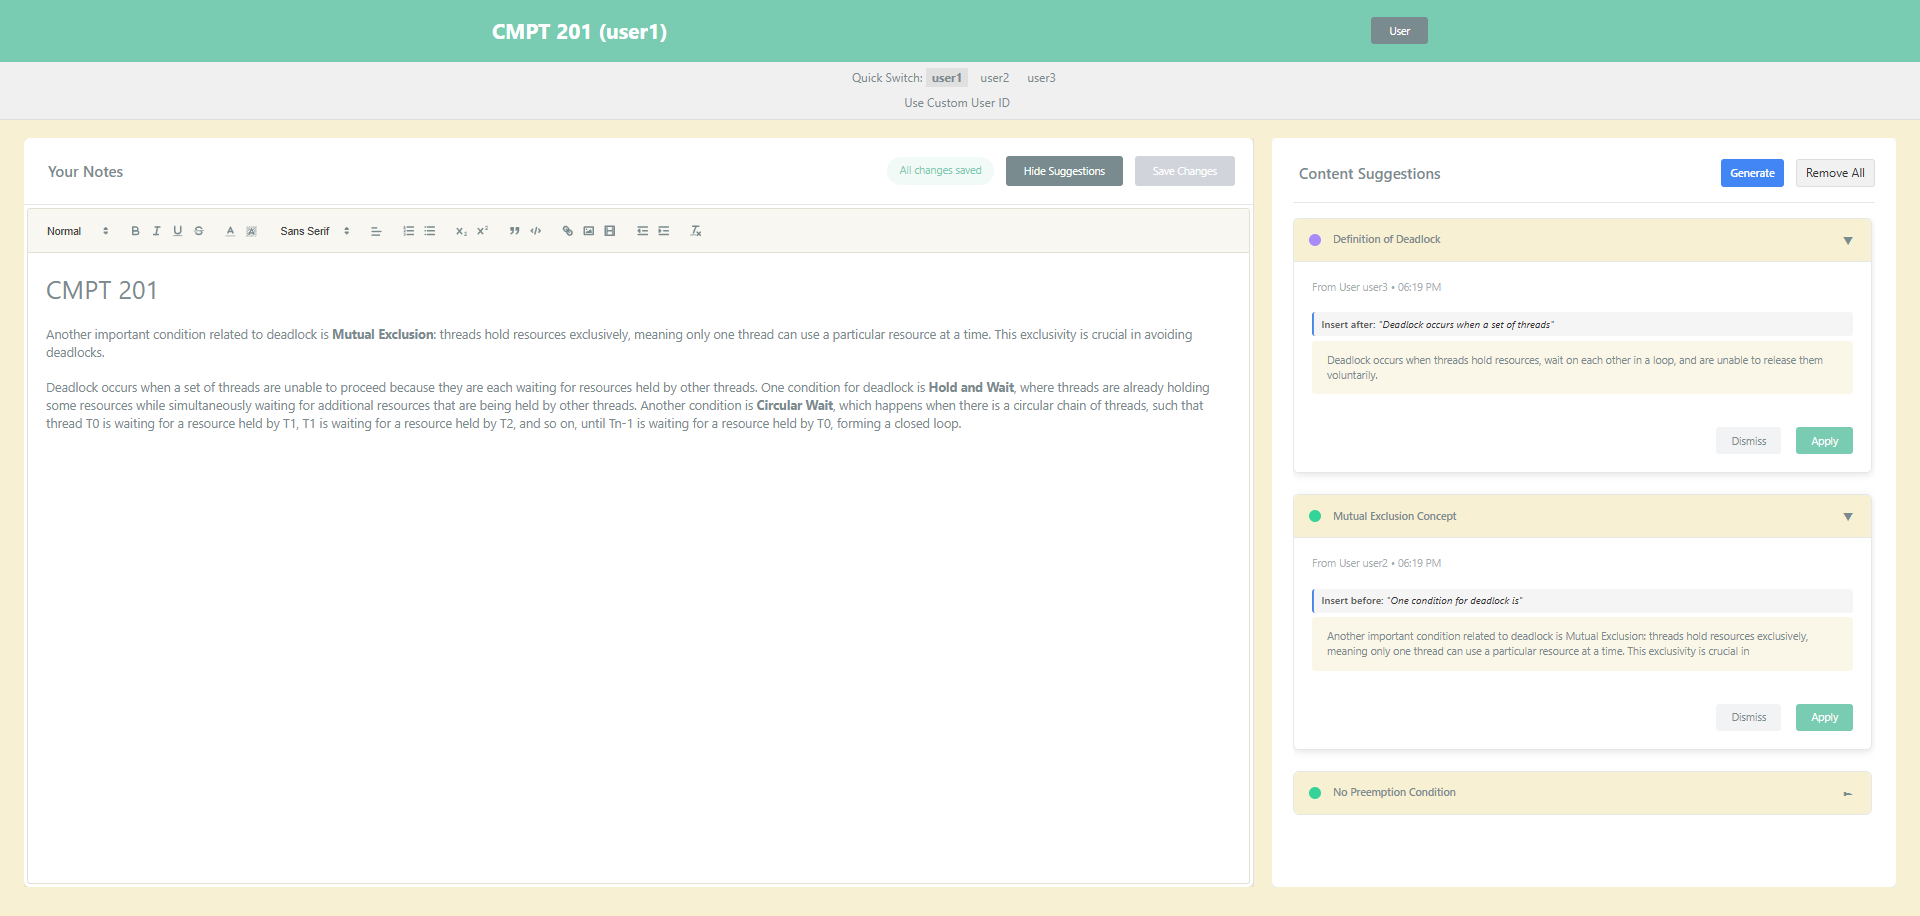 CMPT 201 (user1)
User
Quick Switch: user1 user2 user3
Use Custom User ID
Your Notes
All changes saved
Hide Suggestions
Save Changes
Normal
Sans Serif
CMPT 201
Another important condition related to deadlock is Mutual Exclusion: threads hold resources exclusively, meaning only one thread can use a particular resource at a time. This exclusivity is crucial in avoiding
deadlocks.
Deadlock occurs when a set of threads are unable to proceed because they are each waiting for resources held by other threads. One condition for deadlock is Hold and Wait, where threads are already holding
some resources while simultaneously waiting for additional resources that are being held by other threads. Another condition is Circular Wait, which happens when there is a circular chain of threads, such that
thread T0 is waiting for a resource held by T1, T1 is waiting for a resource held by T2, and so on, until Tn-1 is waiting for a resource held by T0, forming a closed loop.
Content Suggestions
Generate
Remove All
Definition of Deadlock
From User user3 • 06:19 PM
Insert after: "Deadlock occurs when a set of threads"
Deadlock occurs when threads hold resources, wait on each other in a loop, and are unable to release them
voluntarily.
Dismiss
Apply
Mutual Exclusion Concept
From User user2 • 06:19 PM
Insert before: "One condition for deadlock is"
Another important condition related to deadlock is Mutual Exclusion: threads hold resources exclusively,
meaning only one thread can use a particular resource at a time. This exclusivity is crucial in
Dismiss
Apply
No Preemption Condition